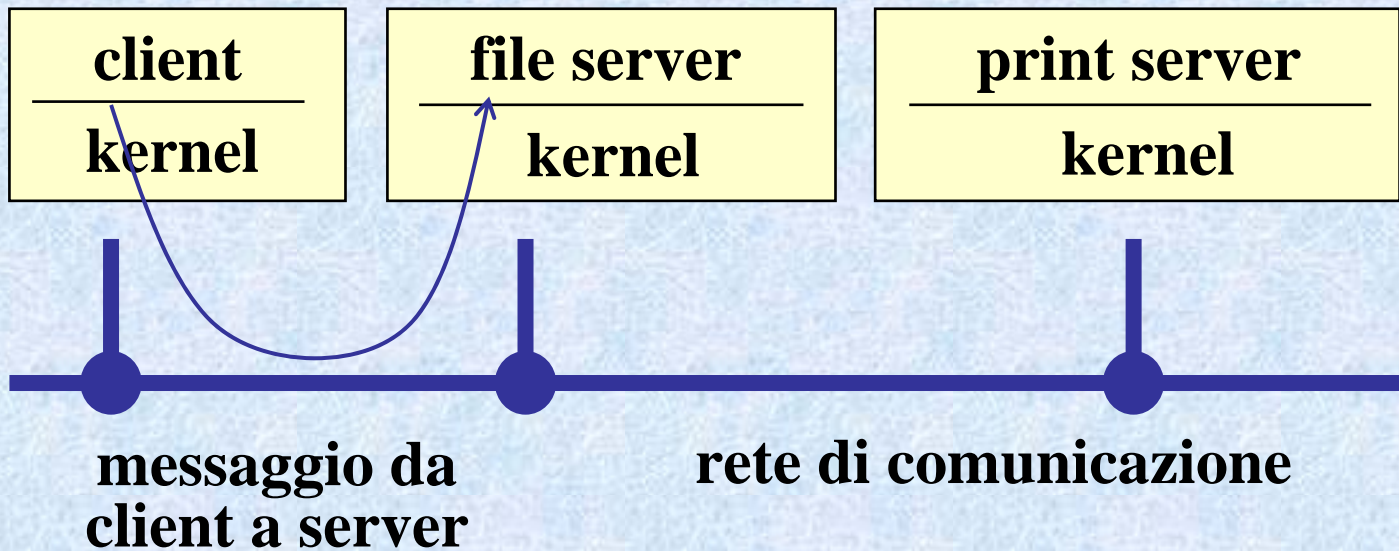 client
kernel
file server
kernel
print server
kernel
messaggio da
client a server
rete di comunicazione